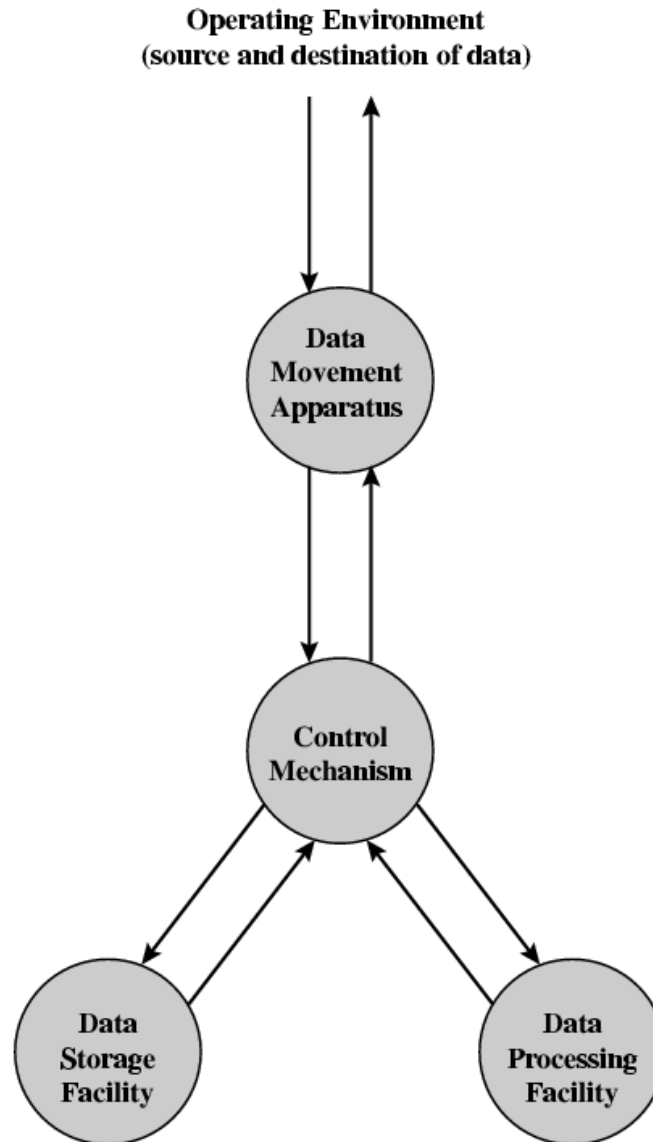 Operating Environment
(source and destination of data)
Data
Movement
Apparatus
Control
Mechanism
Data
Storage
Facility
Data
Processing
Facility